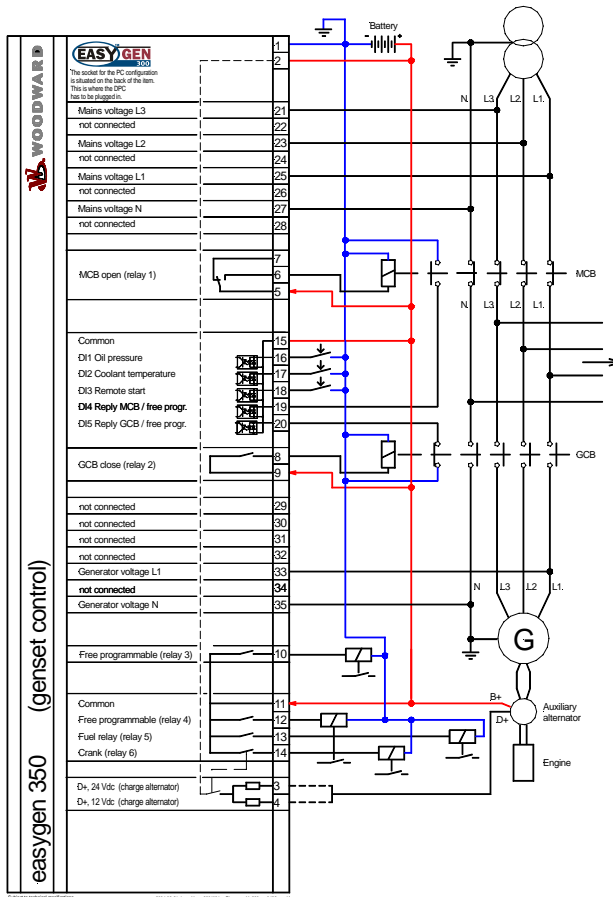 WOODWARD
easygen 350 (genset control)
EASY GEN
300
The socket for the PC configuration
is situated on the back of the item.
This is where the DPC
has to be plugged in.
1
2
Mains voltage L3 21
not connected 22
Mains voltage L2 23
not connected 24
Mains voltage L1 25
not connected 26
Mains voltage N 27
not connected 28
7
MCB open (relay 1) 6
5
Common 15
DI1 Oil pressure 16
DI2 Coolant temperature 17
DI3 Remote start 18
DI4 Reply MCB / free progr. 19
DI5 Reply GCB / free progr. 20
8
GCB close (relay 2)
9
not connected 29
not connected 30
not connected 31
not connected 32
Generator voltage L1 33
not connected 34
Generator voltage N 35
Free programmable (relay 3) 10
Common 11
Free programmable (relay 4) 12
Fuel relay (relay 5) 13
Crank (relay 6) 14
D+, 24 Vdc (charge alternator) 3
D+, 12 Vdc (charge alternator) 4
Battery
- +
N. L3. L2. L1.
MCB
N. L3. L2. L1.
GCB
N L3 L2 L1.
G
B+
D+
Auxiliary
alternator
Engine